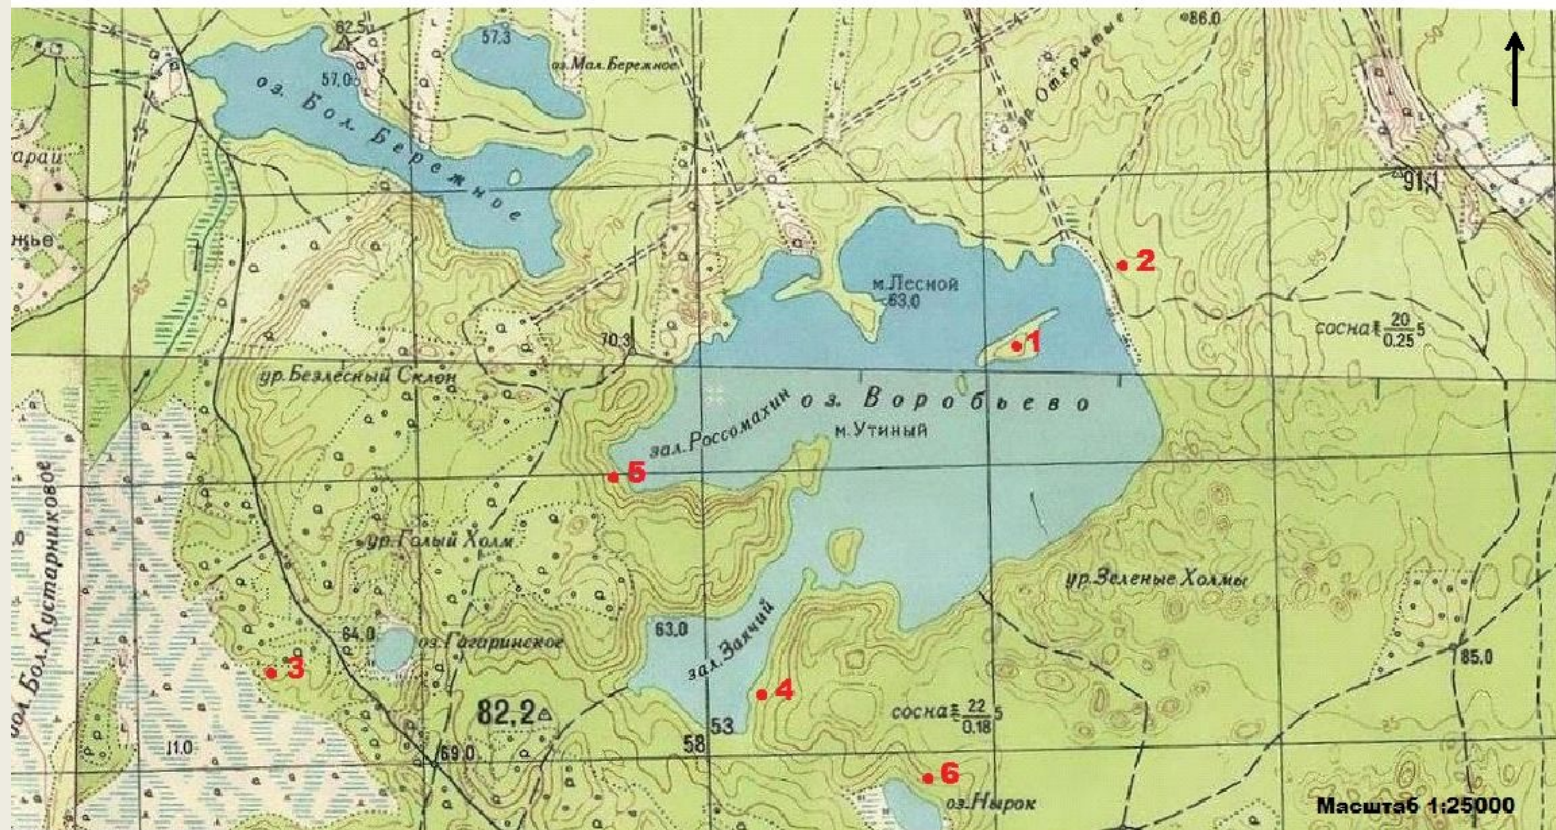 62.5
57.3
86.0
оз. Мал. Бережное
57.0
оз. Бол. Бережное
ур. Открытые
арай
жье
91,1
2
м. Лесной
63,0
1
70.3
сосна 20 5
0.25
ур. Безлесный Склон
зал. Россомахин
оз. Воробьево
м. Утиный
5
бол. Бол. Кустарниковое
ур. Голый Холм
ур. Зеленые Холмы
64.0
оз. Гагаринское
63,0
зал. Заячий
85,0
3
4
82,2
53
58
сосна 22 5
0.18
69.0
6
оз. Нырок
Масштаб 1:25000